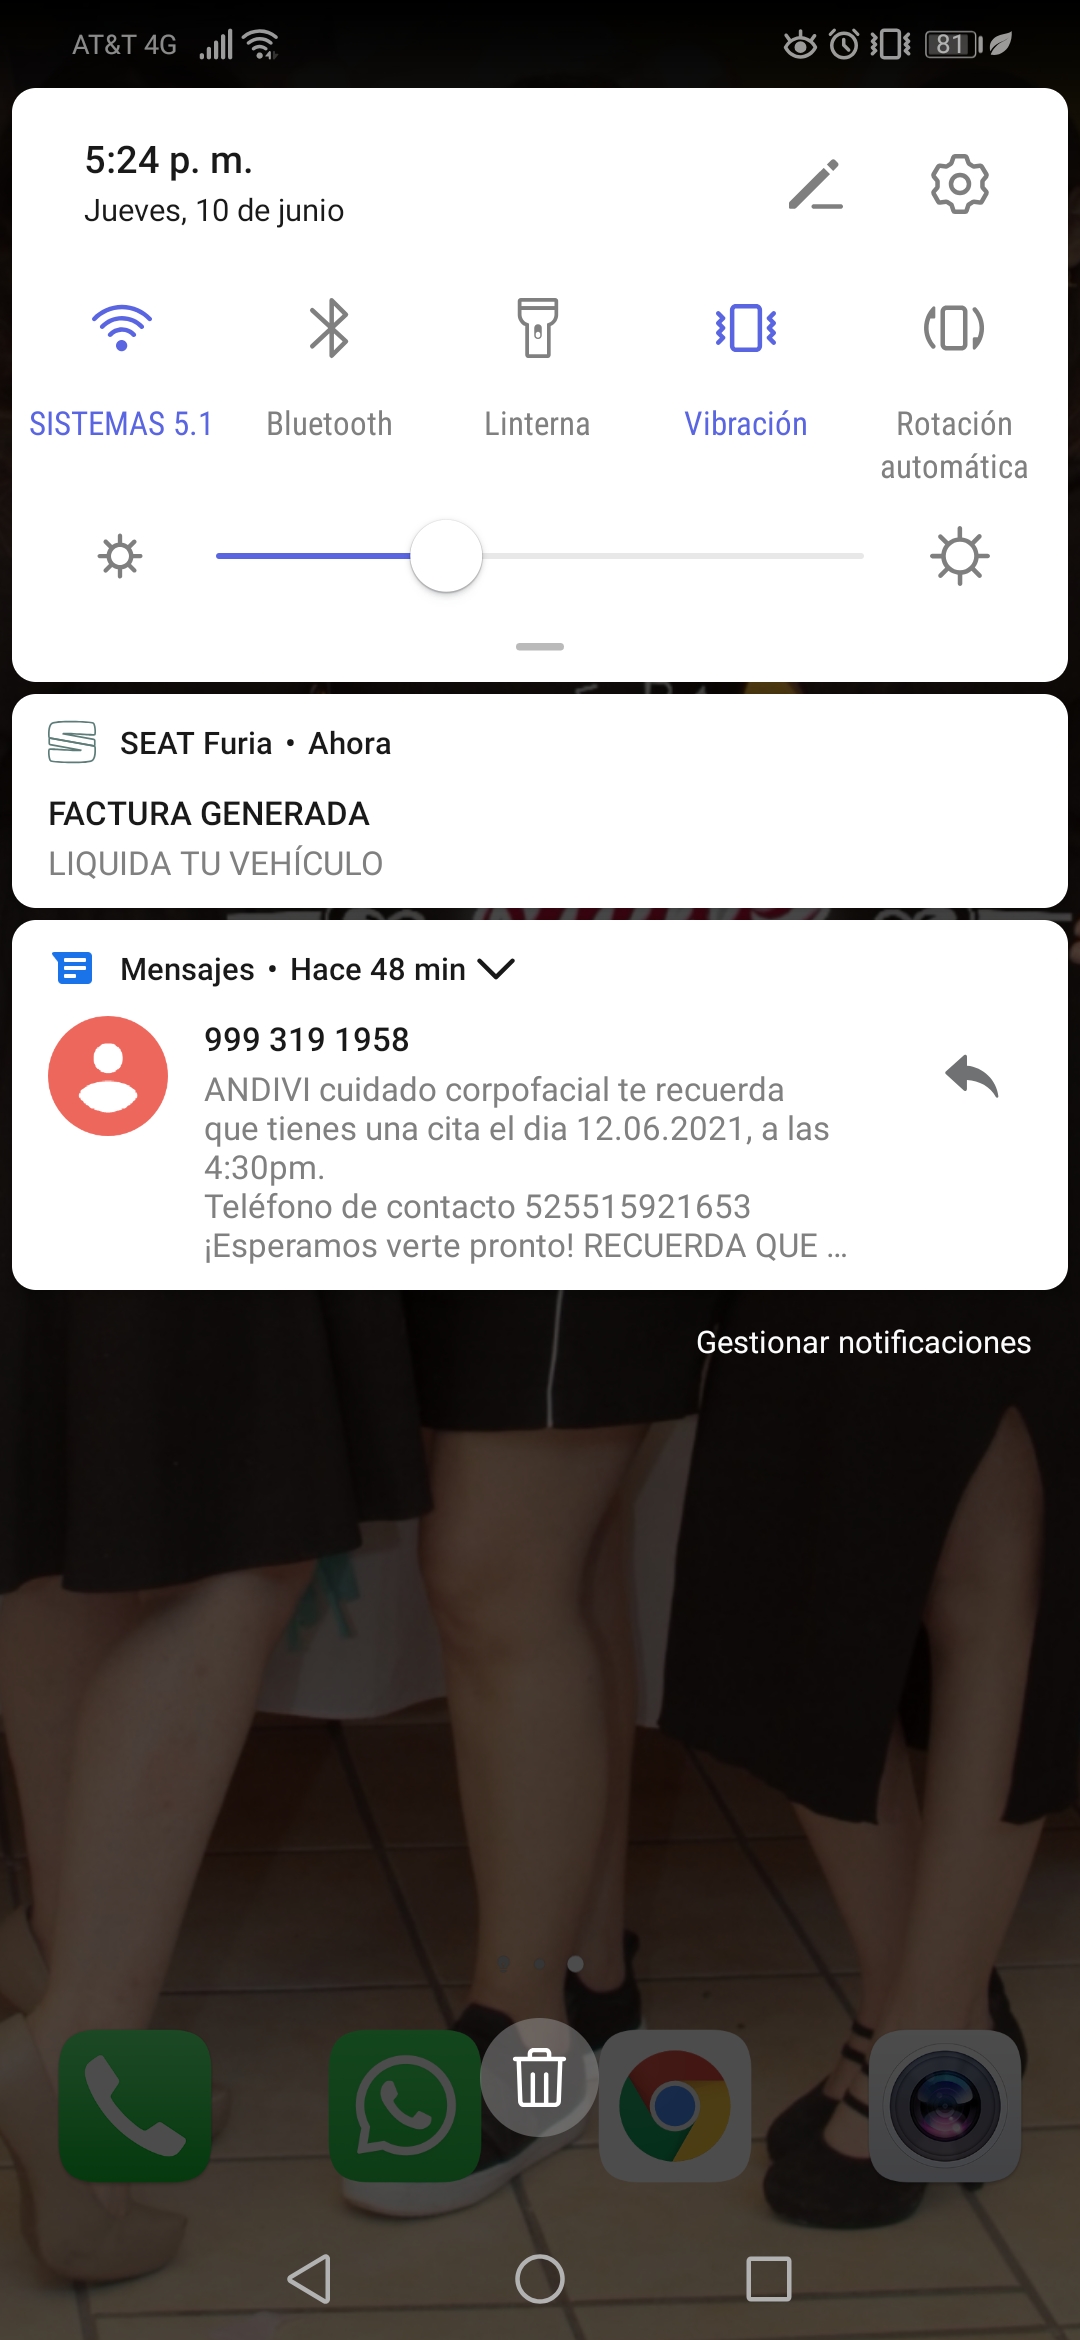 AT&T 4G
81
5:24 p. m.
Jueves, 10 de junio
SISTEMAS 5.1
Bluetooth
Linterna
Vibración
Rotación
automática
SEAT Furia • Ahora
FACTURA GENERADA
LIQUIDA TU VEHÍCULO
Mensajes • Hace 48 min
999 319 1958
ANDIVI cuidado corpofacial te recuerda
que tienes una cita el dia 12.06.2021, a las
4:30pm.
Teléfono de contacto 525515921653
¡Esperamos verte pronto! RECUERDA QUE ...
Gestionar notificaciones